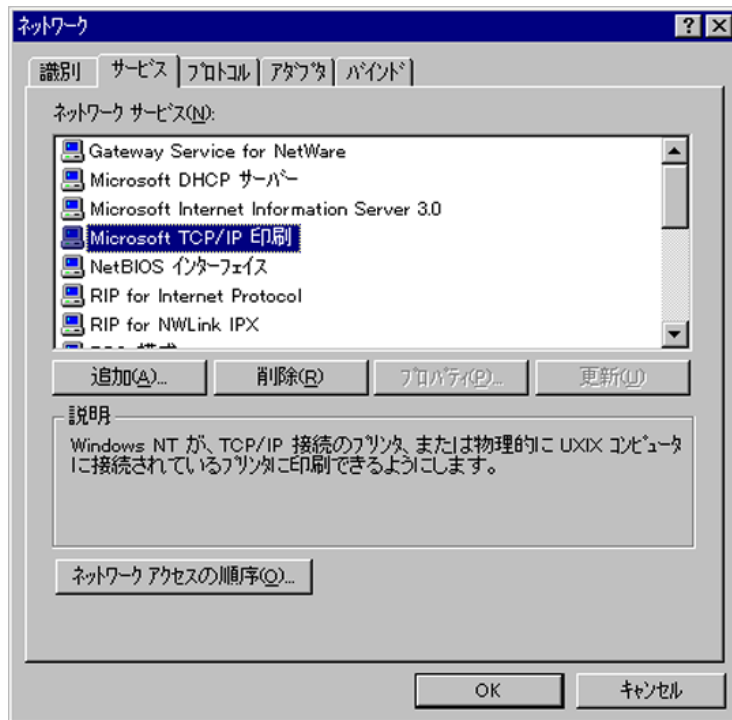 ネットワーク
識別 サービス プロトコル アダプタ バインド
ネットワーク サービス(N):
Gateway Service for NetWare
Microsoft DHCP サーバー
Microsoft Internet Information Server 3.0
Microsoft TCP/IP 印刷
NetBIOS インターフェイス
RIP for Internet Protocol
RIP for NWLink IPX
追加(A)... 削除(R) プロパティ(P)... 更新(U)
説明
Windows NT が、TCP/IP 接続のプリンタ、または物理的に UXIX コンピュータ
に接続されているプリンタに印刷できるようにします。
ネットワーク アクセスの順序(O)...
OK キャンセル